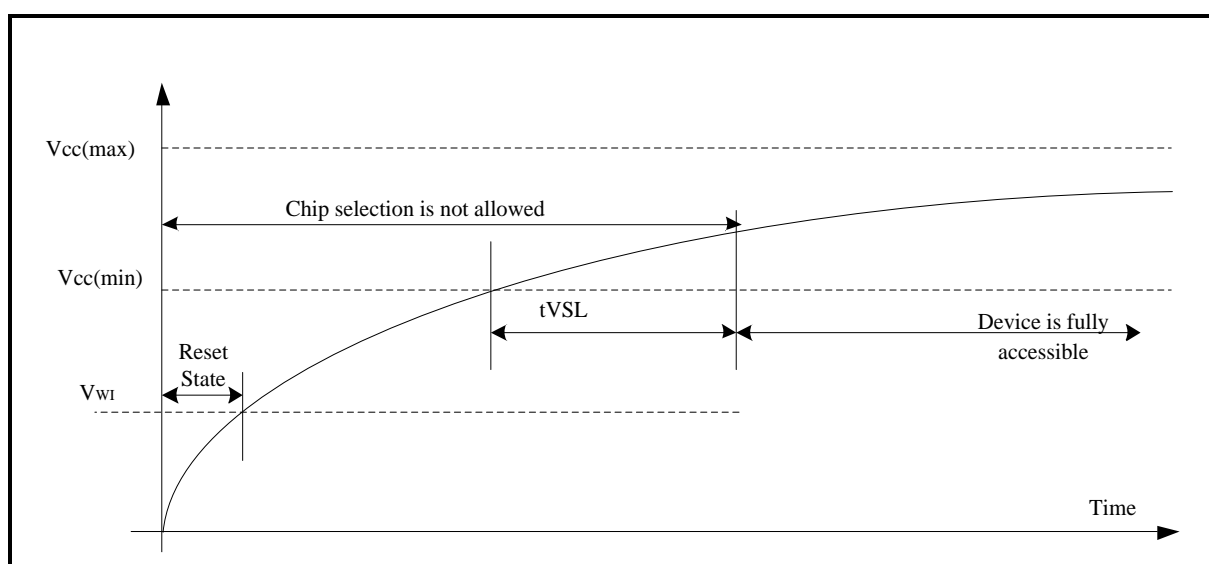 Vcc(max)
Chip selection is not allowed
Vcc(min)
tVSL
Device is fully
accessible
Reset
State
VWI
Time